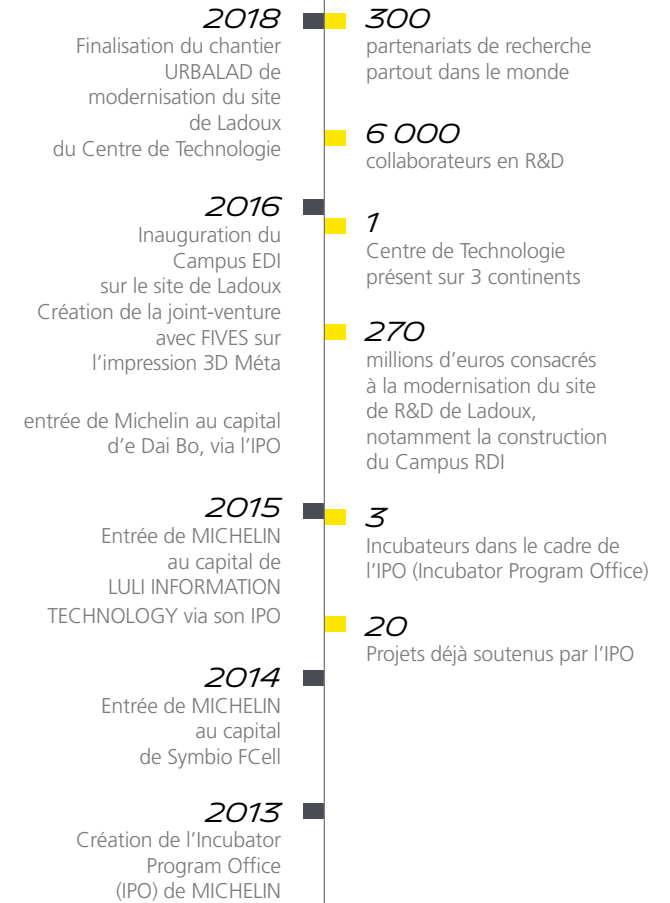 2018
Finalisation du chantier
URBALAD de
modernisation du site
de Ladoux
du Centre de Technologie
2016
Inauguration du
Campus EDI
sur le site de Ladoux
Création de la joint-venture
avec FIVES sur
l’impression 3D Méta
entrée de Michelin au capital
d’e Dai Bo, via l’IPO
2015
Entrée de MICHELIN
au capital de
LULI INFORMATION
TECHNOLOGY via son IPO
2014
Entrée de MICHELIN
au capital
de Symbio FCell
2013
Création de l’Incubator
Program Office
(IPO) de MICHELIN
300
partenariats de recherche
partout dans le monde
6 000
collaborateurs en R&D
1
Centre de Technologie
présent sur 3 continents
270
millions d’euros consacrés
à la modernisation du site
de R&D de Ladoux,
notamment la construction
du Campus RDI
3
Incubateurs dans le cadre de
l’IPO (Incubator Program Office)
20
Projets déjà soutenus par l’IPO